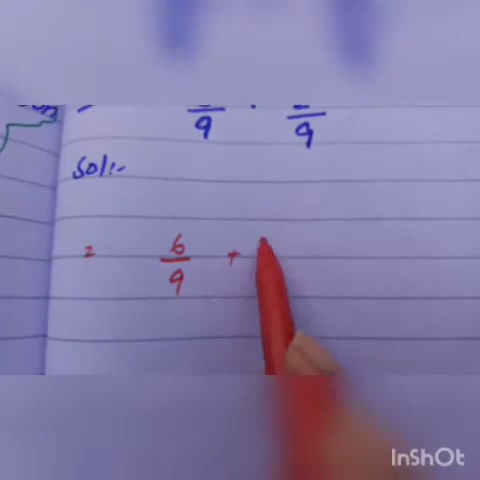 9 9
Sol:-
= 6/9 +
InShOt